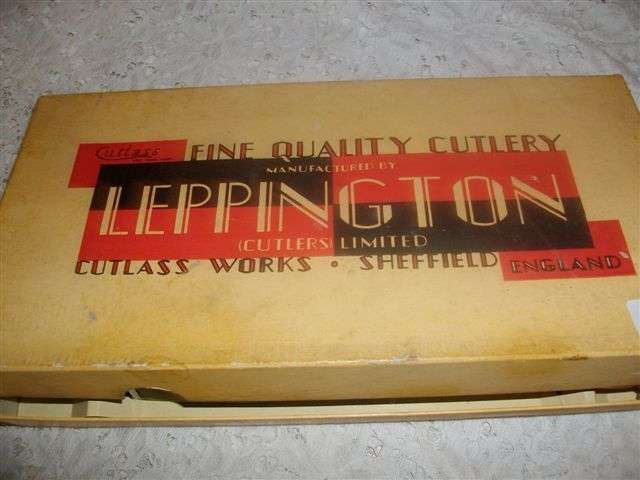 Cutlass
FINE QUALITY CUTLERY
MANUFACTURED BY
LEPPINGTON
(CUTLERS) LIMITED
CUTLASS WORKS • SHEFFIELD ENGLAND